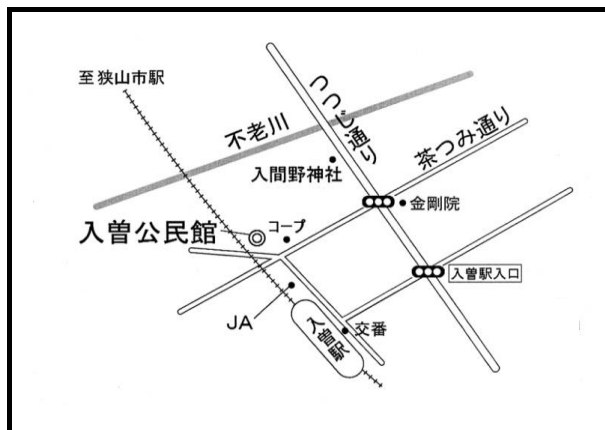 至狭山市駅
つつじ通り
不老川
茶つみ通り
入間野神社
金剛院
入曽公民館
コープ
入曽駅入口
JA
入曽駅
交番